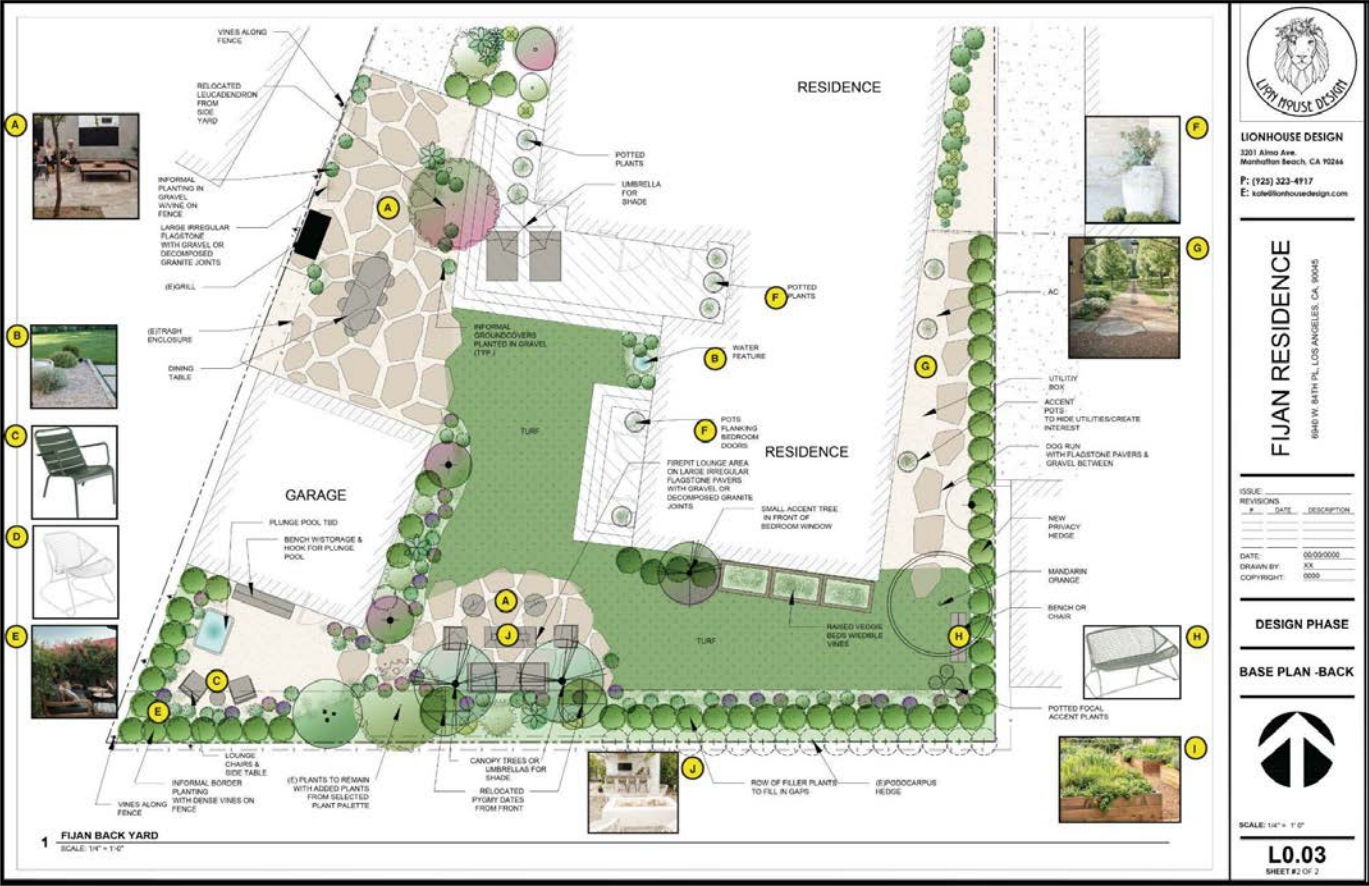 VINES ALONG
FENCE
RELOCATED
LEUCADENDRON
FROM
SIDE
YARD
A
INFORMAL
PLANTING IN
GRAVEL
W/VINE ON
FENCE
LARGE IRREGULAR
FLAGSTONE
WITH GRAVEL OR
DECOMPOSED
GRANITE JOINTS
(E)GRILL
(E)TRASH
ENCLOSURE
DINING
TABLE
B
C
D
E
A
POTTED
PLANTS
UMBRELLA
FOR
SHADE
RESIDENCE
F
POTTED
PLANTS
INFORMAL
GROUNDCOVERS
PLANTED IN GRAVEL
(TYP.)
B
WATER
FEATURE
TURF
F
POTS
FLANKING
BEDROOM
DOORS
RESIDENCE
FIREPIT LOUNGE AREA
ON LARGE IRREGULAR
FLAGSTONE PAVERS
WITH GRAVEL OR
DECOMPOSED GRANITE
JOINTS
SMALL ACCENT TREE
IN FRONT OF
BEDROOM WINDOW
GARAGE
PLUNGE POOL TBD
BENCH W/STORAGE &
HOOK FOR PLUNGE
POOL
A
J
C
E
RAISED VEGGIE
BEDS W/EDIBLE
VINES
TURF
H
G
F
G
AC
UTILITIY
BOX
ACCENT
POTS
TO HIDE UTILITIES/CREATE
INTEREST
DOG RUN
WITH FLAGSTONE PAVERS &
GRAVEL BETWEEN
NEW
PRIVACY
HEDGE
MANDARIN
ORANGE
BENCH OR
CHAIR
H
POTTED FOCAL
ACCENT PLANTS
I
J
LOUNGE
CHAIRS &
SIDE TABLE
INFORMAL BORDER
PLANTING
WITH DENSE VINES ON
FENCE
VINES ALONG
FENCE
(E) PLANTS TO REMAIN
WITH ADDED PLANTS
FROM SELECTED
PLANT PALETTE
CANOPY TREES OR
UMBRELLAS FOR
SHADE
RELOCATED
PYGMY DATES
FROM FRONT
ROW OF FILLER PLANTS
TO FILL IN GAPS
(E)PODOCARPUS
HEDGE
1
FIJAN BACK YARD
SCALE: 1/4" = 1'-0"
LION HOUSE DESIGN
LIONHOUSE DESIGN
3201 Alma Ave.
Manhattan Beach, CA 90266
P: (925) 323-4917
E: kate@lionhousedesign.com
FIJAN RESIDENCE
6940 W. 84TH PL, LOS ANGELES, CA, 90045
ISSUE:
REVISIONS
# DATE DESCRIPTION
DATE: 00/00/0000
DRAWN BY: XX
COPYRIGHT: 0000
DESIGN PHASE
BASE PLAN -BACK
SCALE: 1/4" = 1'-0"
L0.03
SHEET #2 OF 2